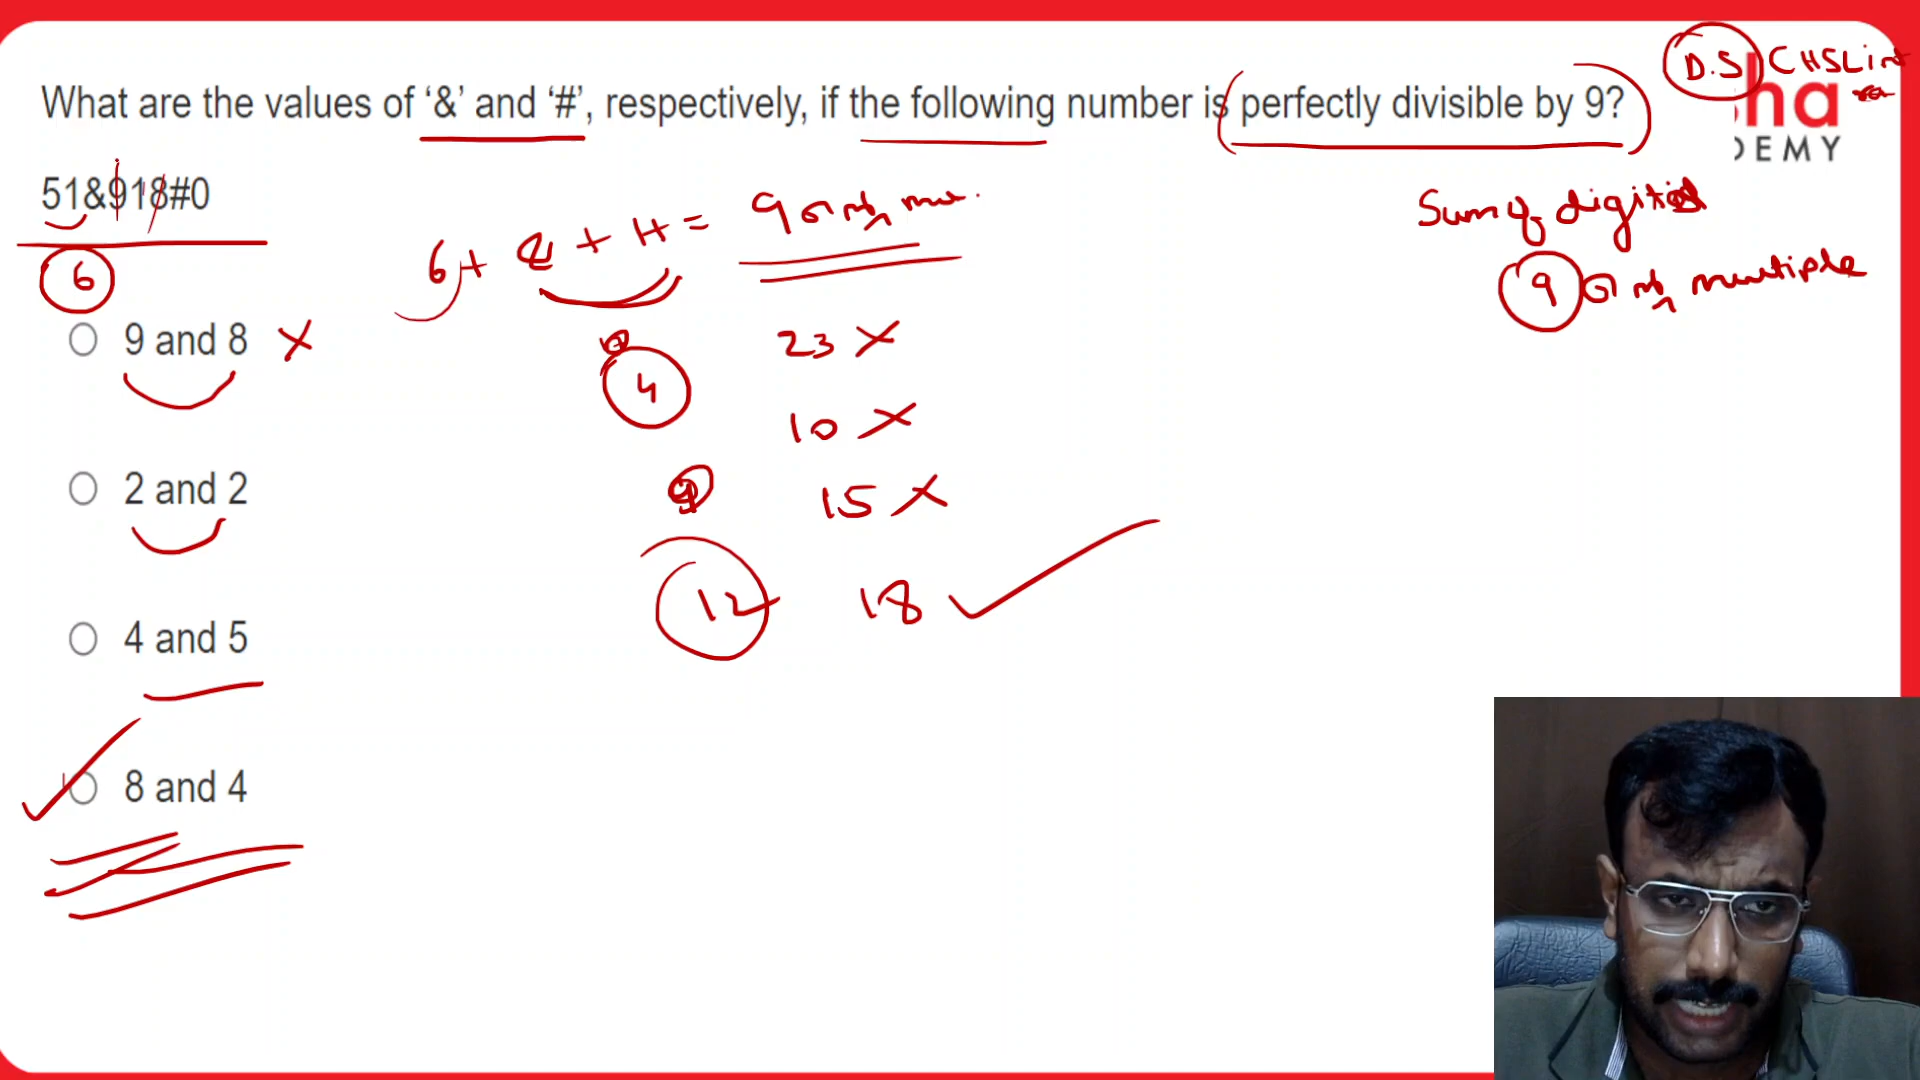 D.S CHSL
What are the values of ‘&’ and ‘#’, respectively, if the following number is perfectly divisible by 9?
ha
DEMY
51&918#0
6 + & + # = 9
Sum of digits
9 multiple
6
9 and 8 X
23 X
4
10 X
2 and 2
15 X
12 18 ✓
4 and 5
8 and 4